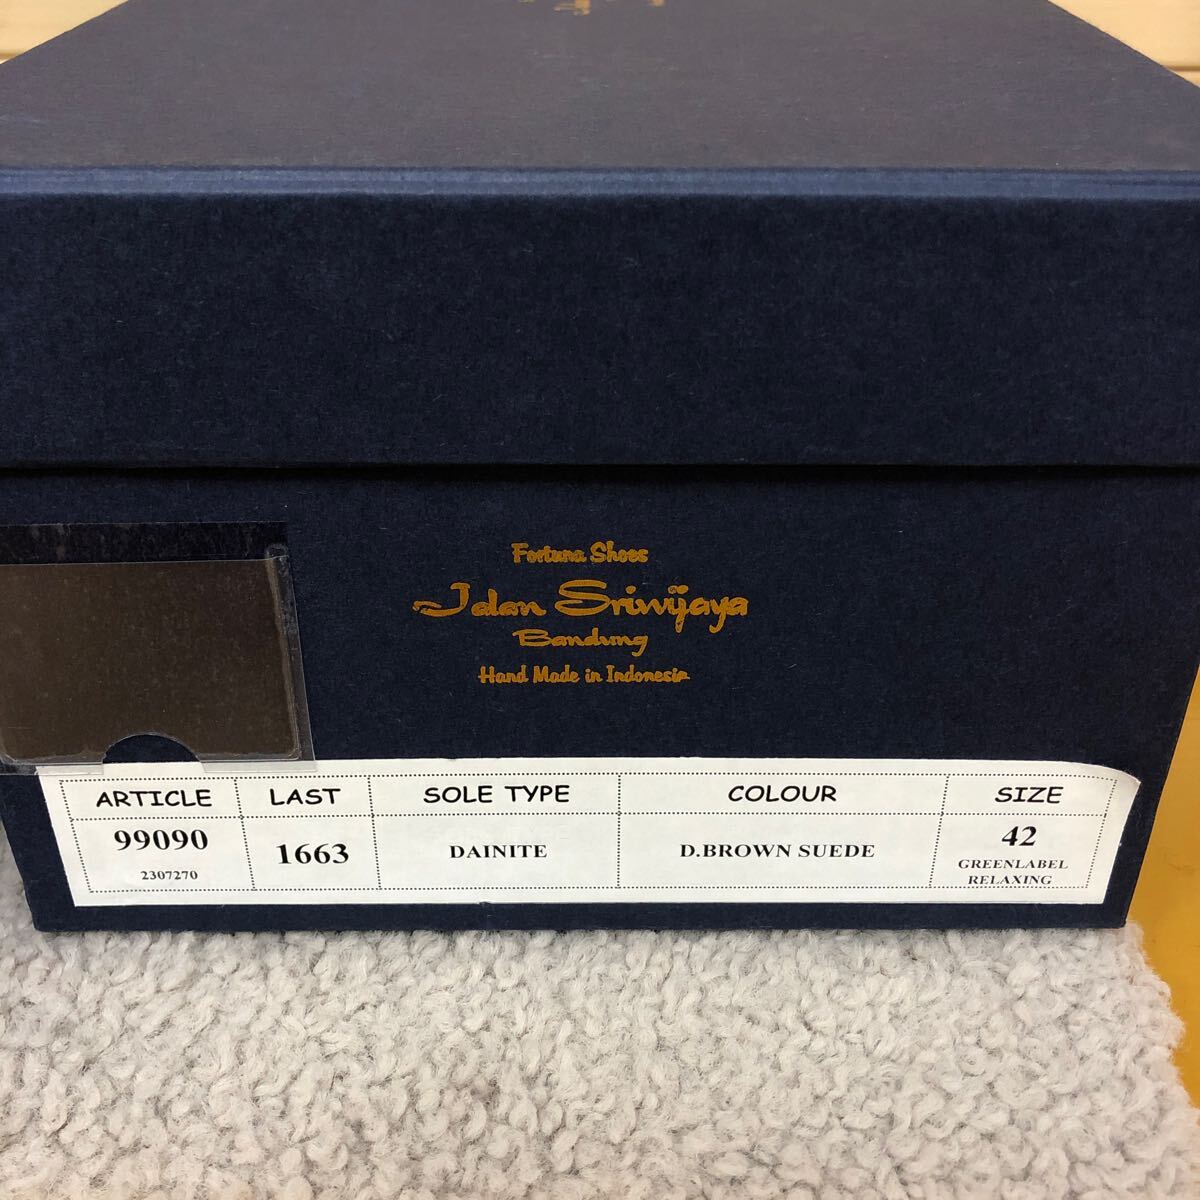 Fortuna Shoes
Jalan Sriwijaya
Bandung
Hand Made in Indonesia
ARTICLE LAST SOLE TYPE COLOUR SIZE
99090 1663 DAINITE D.BROWN SUEDE 42
2307270 GREENLABEL
RELAXING